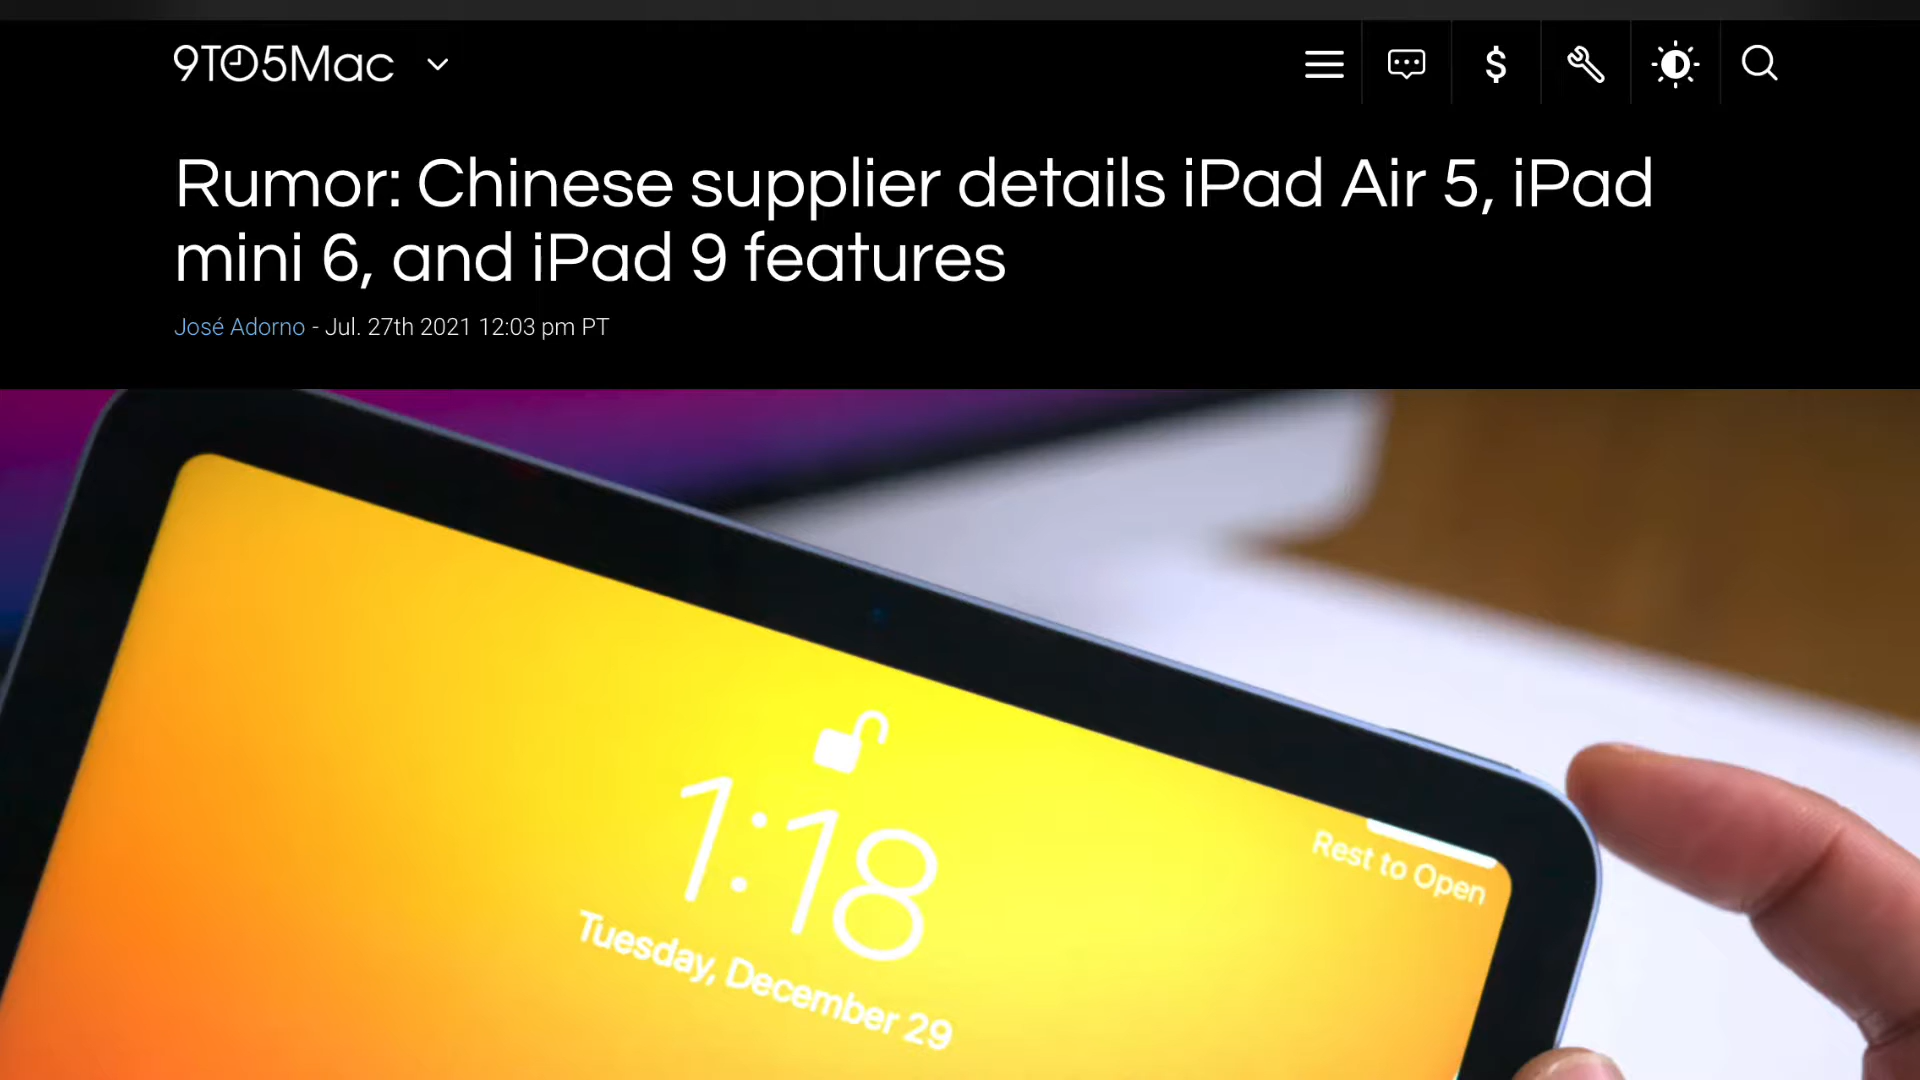 9TO5Mac
Rumor: Chinese supplier details iPad Air 5, iPad
mini 6, and iPad 9 features
José Adorno - Jul. 27th 2021 12:03 pm PT
1:18
Rest to Open
Tuesday, December 29